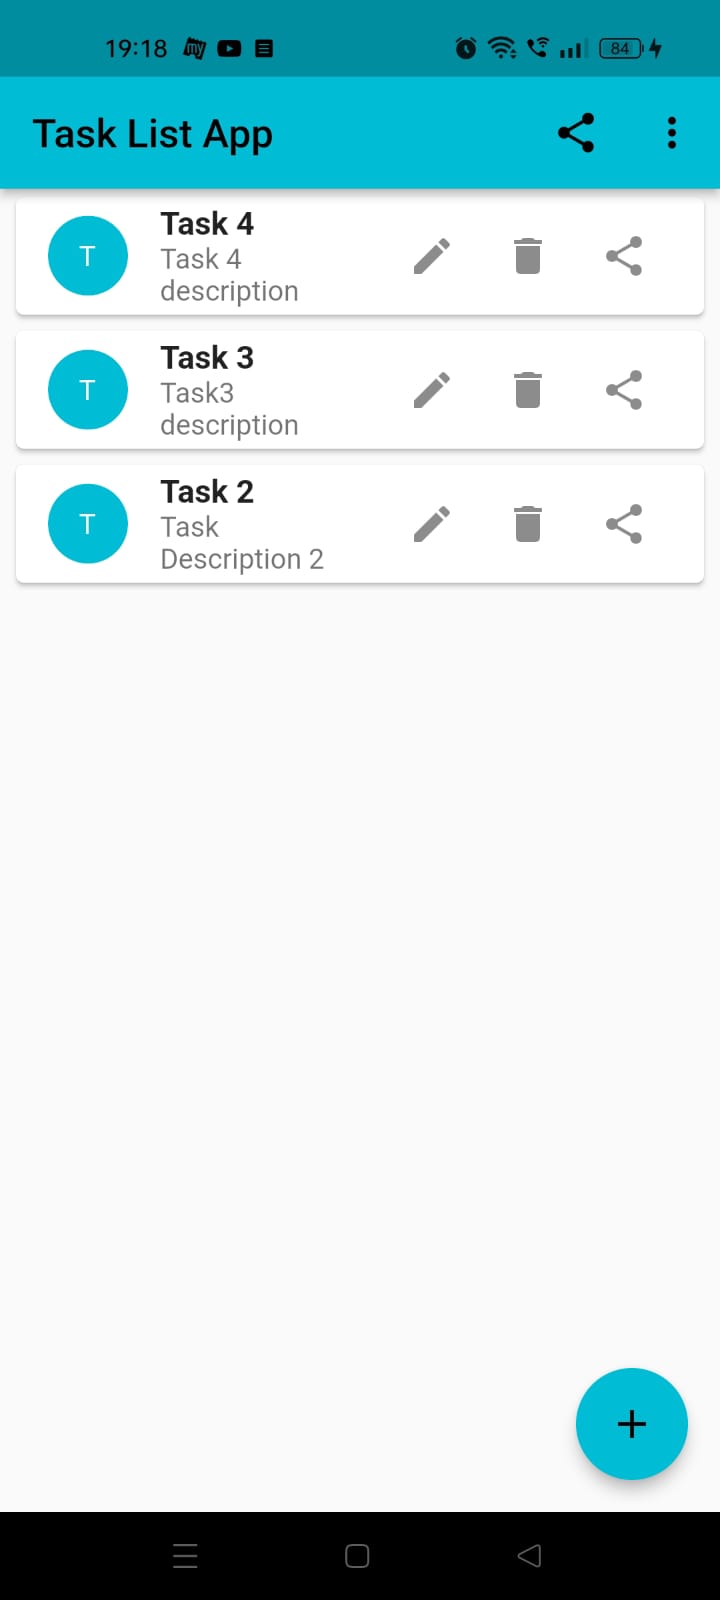 19:18 my 84
Task List App
T
Task 4
Task 4
description
T
Task 3
Task3
description
T
Task 2
Task
Description 2